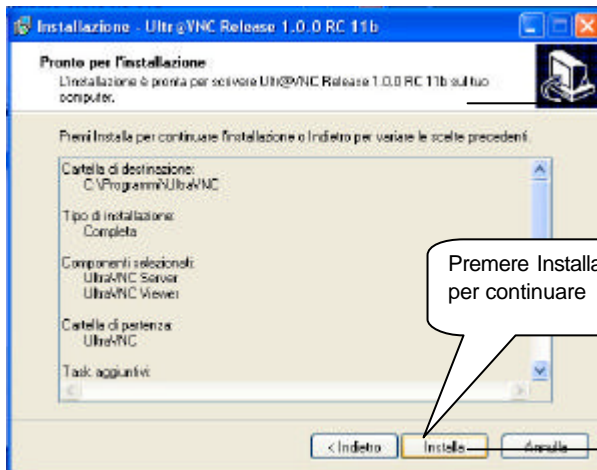 Installazione - Ultr@VNC Release 1.0.0 RC 11b
Pronto per l'installazione
L'installazione è pronta per scrivere Ultr@VNC Release 1.0.0 RC 11b sul tuo
computer.
Premi Installa per continuare l'installazione o Indietro per variare le scelte precedenti.
Cartella di destinazione:
C:\Programmi\UltraVNC
Tipo di installazione:
Completa
Componenti selezionati:
UltraVNC Server
UltraVNC Viewer
Cartella di partenza:
UltraVNC
Task aggiuntivi:
Premere Installa
per continuare
< Indietro
Installa
Annulla